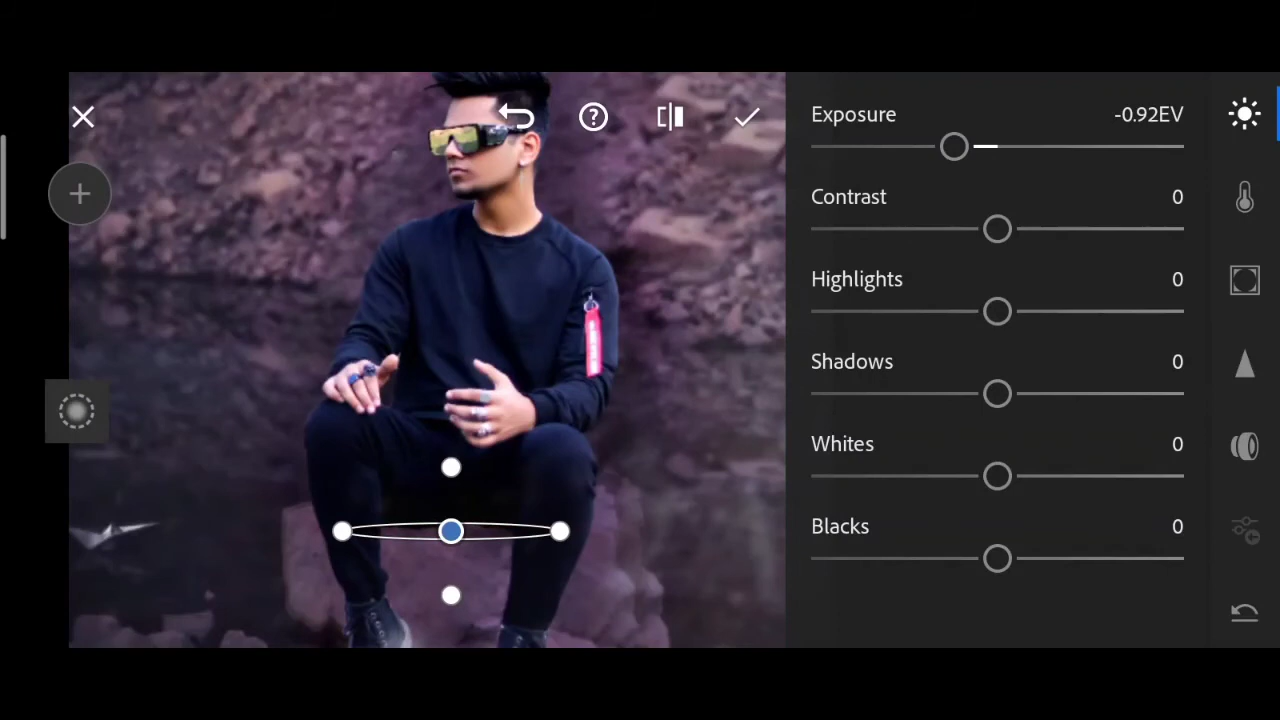 Exposure -0.92EV
Contrast 0
Highlights 0
Shadows 0
Whites 0
Blacks 0